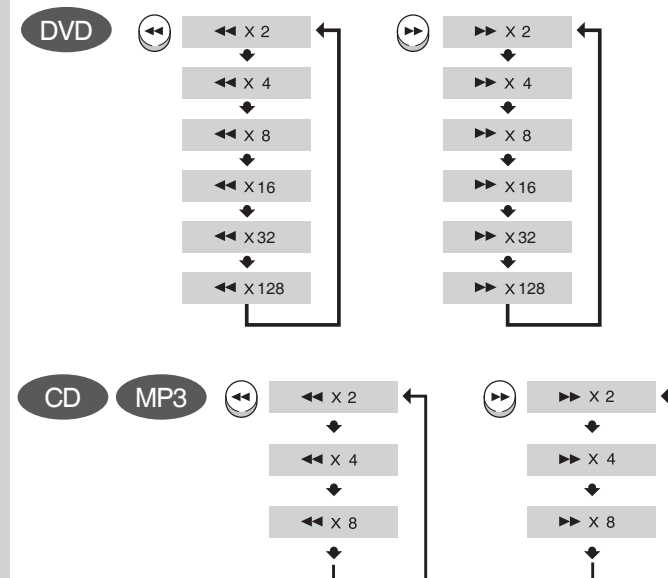 DVD ◄◄ ◄◄ X 2 ►► ►► X 2
◄◄ X 4 ►► X 4
◄◄ X 8 ►► X 8
◄◄ X 16 ►► X 16
◄◄ X 32 ►► X 32
◄◄ X 128 ►► X 128
CD MP3 ◄◄ ◄◄ X 2 ►► ►► X 2
◄◄ X 4 ►► X 4
◄◄ X 8 ►► X 8